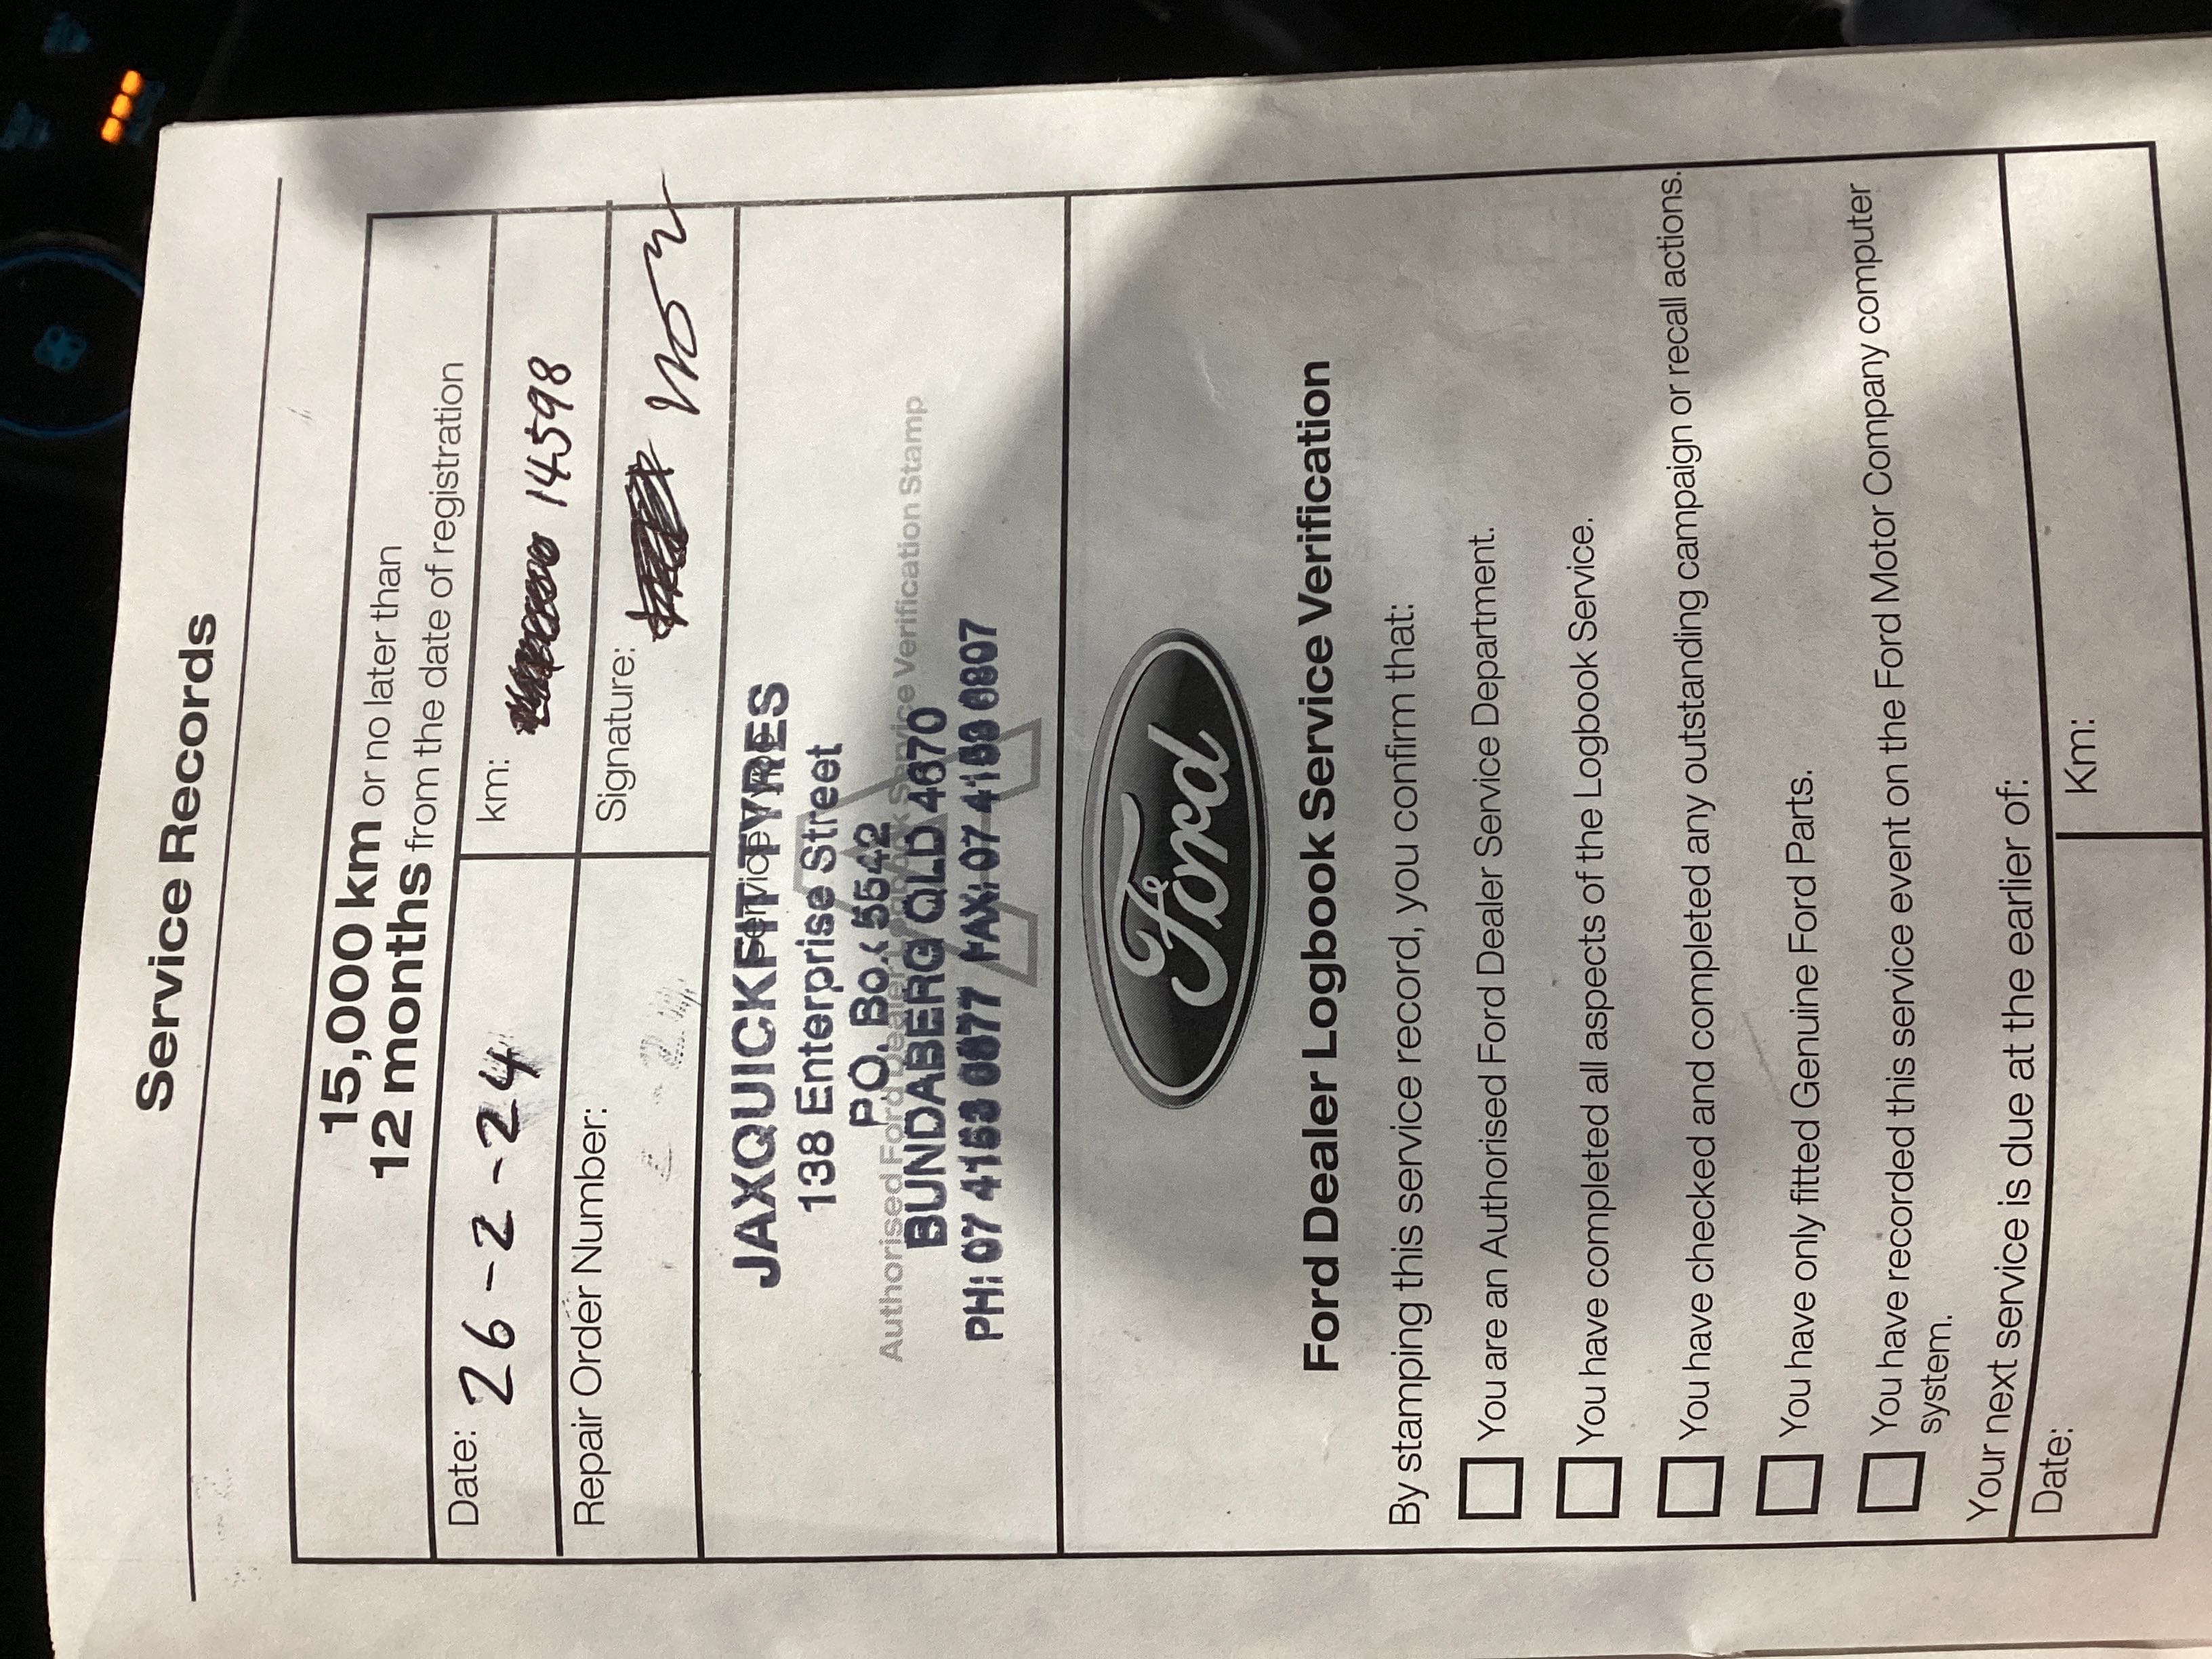 Service Records
15,000 km or no later than
12 months from the date of registration
Date: 26-2-24
km: 14598
Repair Order Number:
Signature:
JAXQUICKFIT TYRES
138 Enterprise Street
P.O. Box 5542
Authorised Ford Dealer Logbook Service Verification Stamp
BUNDABERG QLD 4670
PH: 07 4153 FAX: 07
Ford
Ford Dealer Logbook Service Verification
By stamping this service record, you confirm that:
You are an Authorised Ford Dealer Service Department.
You have completed all aspects of the Logbook Service.
You have checked and completed any outstanding campaign or recall actions.
You have only fitted Genuine Ford Parts.
You have recorded this service event on the Ford Motor Company computer
system.
Your next service is due at the earlier of:
Date:
Km: